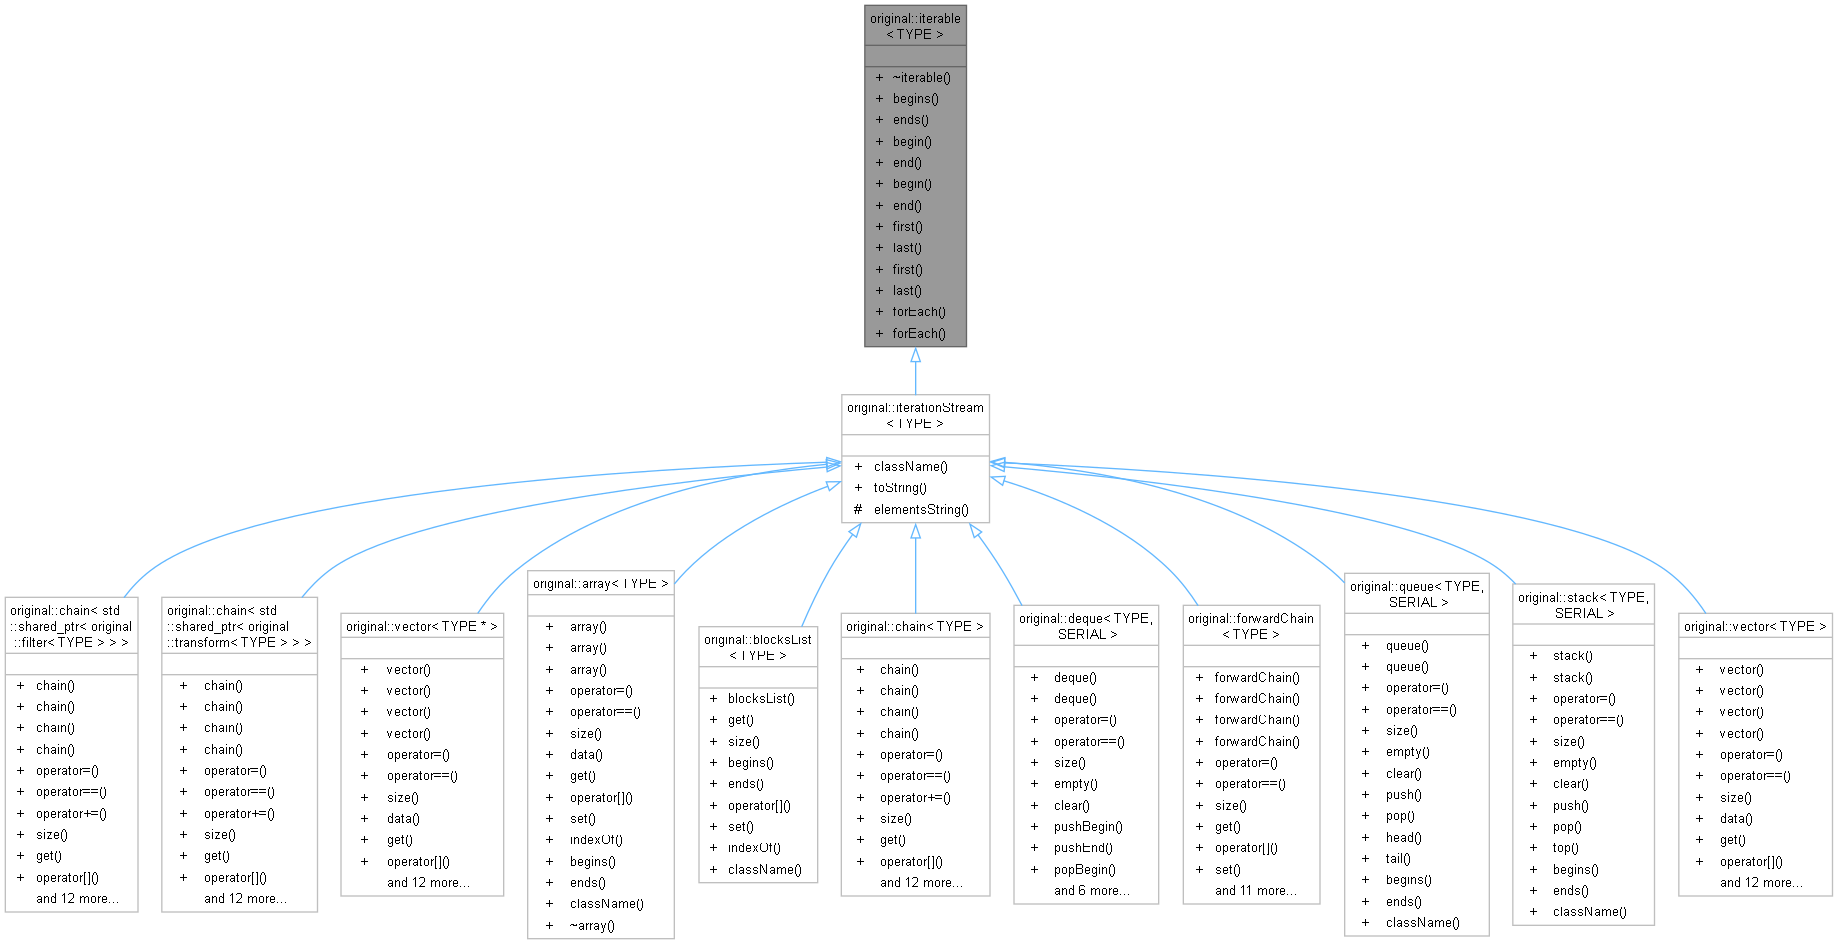 original::iterable
< TYPE >
+ ~iterable()
+ begins()
+ ends()
+ begin()
+ end()
+ begin()
+ end()
+ first()
+ last()
+ first()
+ last()
+ forEach()
+ forEach()
original::iterationStream
< TYPE >
+ className()
+ toString()
# elementsString()
original::chain< std
::shared_ptr< original
::filter< TYPE > > >
+ chain()
+ chain()
+ chain()
+ chain()
+ operator=()
+ operator==()
+ operator+=()
+ size()
+ get()
+ operator[]()
and 12 more...
original::chain< std
::shared_ptr< original
::transform< TYPE > > >
+ chain()
+ chain()
+ chain()
+ chain()
+ operator=()
+ operator==()
+ operator+=()
+ size()
+ get()
+ operator[]()
and 12 more...
original::vector< TYPE * >
+ vector()
+ vector()
+ vector()
+ vector()
+ operator=()
+ operator==()
+ size()
+ data()
+ get()
+ operator[]()
and 12 more...
original::array< TYPE >
+ array()
+ array()
+ array()
+ operator=()
+ operator==()
+ size()
+ data()
+ get()
+ operator[]()
+ set()
+ indexOf()
+ begins()
+ ends()
+ className()
+ ~array()
original::blocksList
< TYPE >
+ blocksList()
+ get()
+ size()
+ begins()
+ ends()
+ operator[]()
+ set()
+ indexOf()
+ className()
original::chain< TYPE >
+ chain()
+ chain()
+ chain()
+ chain()
+ operator=()
+ operator==()
+ operator+=()
+ size()
+ get()
+ operator[]()
and 12 more...
original::deque< TYPE,
SERIAL >
+ deque()
+ deque()
+ operator=()
+ operator==()
+ size()
+ empty()
+ clear()
+ pushBegin()
+ pushEnd()
+ popBegin()
and 6 more...
original::forwardChain
< TYPE >
+ forwardChain()
+ forwardChain()
+ forwardChain()
+ forwardChain()
+ operator=()
+ operator==()
+ size()
+ get()
+ operator[]()
+ set()
and 11 more...
original::queue< TYPE,
SERIAL >
+ queue()
+ queue()
+ operator=()
+ operator==()
+ size()
+ empty()
+ clear()
+ push()
+ pop()
+ head()
+ tail()
+ begins()
+ ends()
+ className()
original::stack< TYPE,
SERIAL >
+ stack()
+ stack()
+ operator=()
+ operator==()
+ size()
+ empty()
+ clear()
+ push()
+ pop()
+ top()
+ begins()
+ ends()
+ className()
original::vector< TYPE >
+ vector()
+ vector()
+ vector()
+ vector()
+ operator=()
+ operator==()
+ size()
+ data()
+ get()
+ operator[]()
and 12 more...